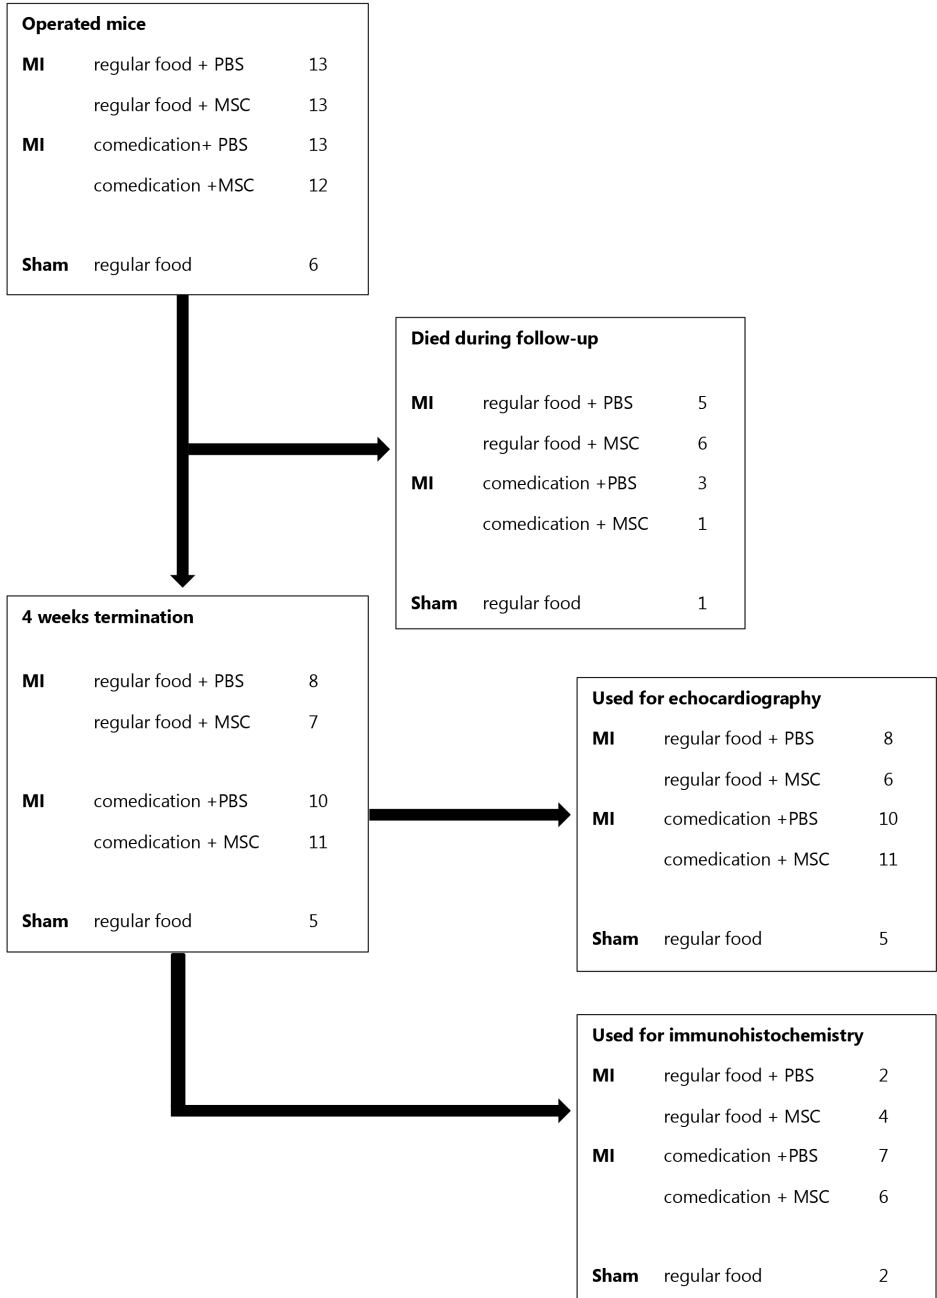 Operated mice
MI regular food + PBS 13
regular food + MSC 13
MI comedication+ PBS 13
comedication +MSC 12
Sham regular food 6
Died during follow-up
MI regular food + PBS 5
regular food + MSC 6
MI comedication +PBS 3
comedication + MSC 1
Sham regular food 1
4 weeks termination
MI regular food + PBS 8
regular food + MSC 7
MI comedication +PBS 10
comedication + MSC 11
Sham regular food 5
Used for echocardiography
MI regular food + PBS 8
regular food + MSC 6
MI comedication +PBS 10
comedication + MSC 11
Sham regular food 5
Used for immunohistochemistry
MI regular food + PBS 2
regular food + MSC 4
MI comedication +PBS 7
comedication + MSC 6
Sham regular food 2